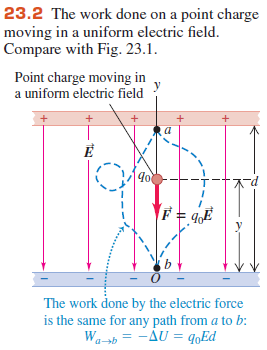 23.2 The work done on a point charge
moving in a uniform electric field.
Compare with Fig. 23.1.
Point charge moving in
a uniform electric field
y
+ + + + +
a
E⃗
q₀
d
F⃗ = q₀E⃗
y
b
O
− − − − −
The work done by the electric force
is the same for any path from a to b:
Wₐ→b = −ΔU = q₀Ed